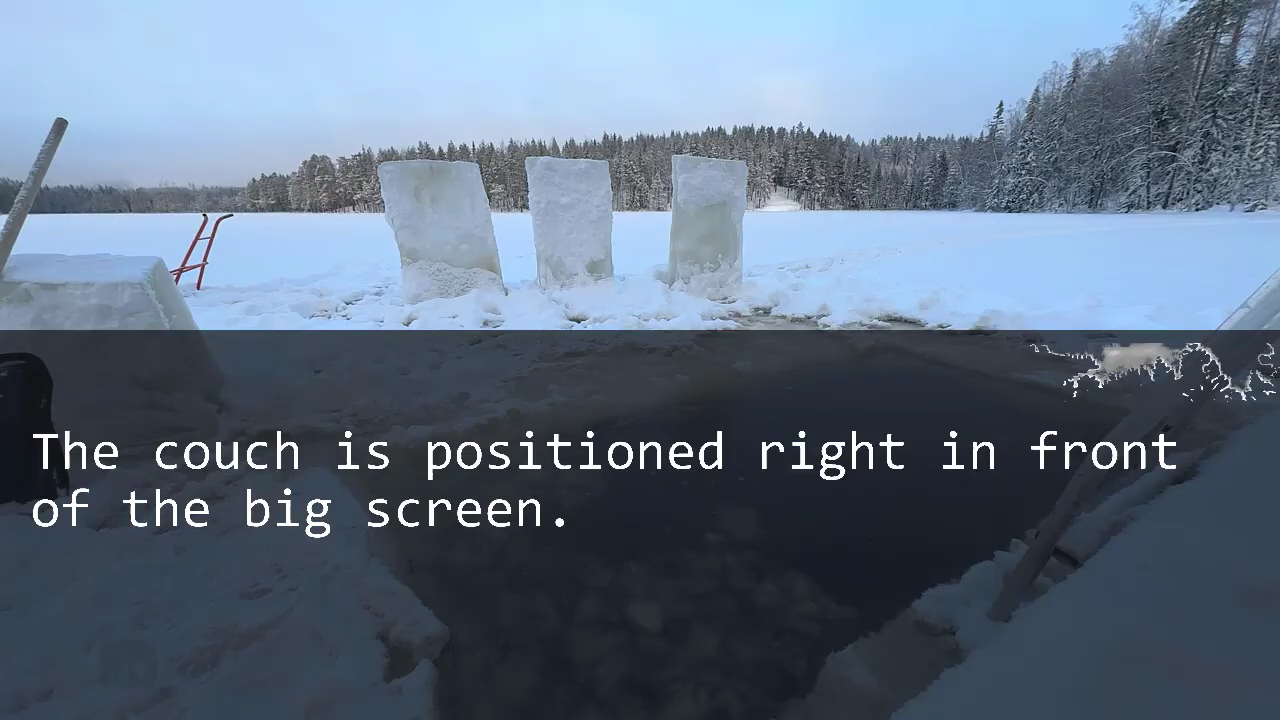 The couch is positioned right in front
of the big screen.